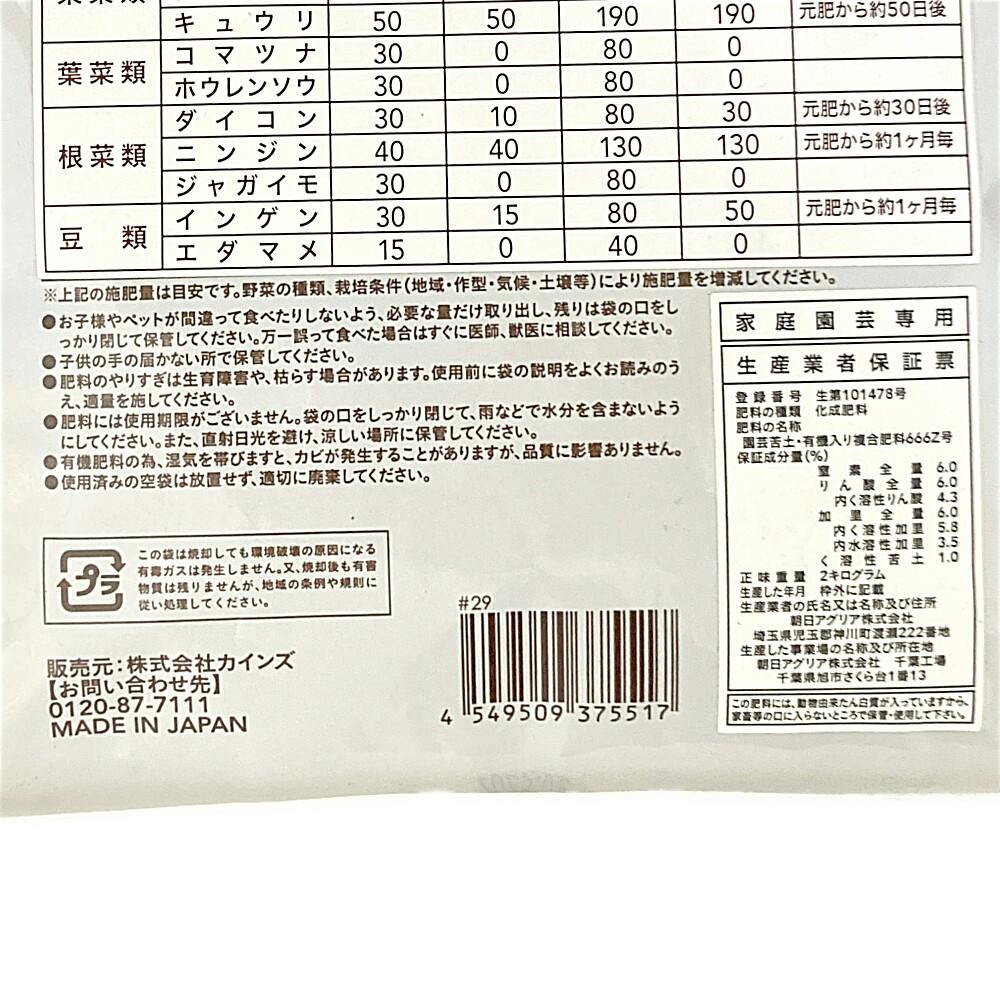 キュウリ 50 50 190 190 元肥から約50日後
葉菜類
コマツナ 30 0 80 0
ホウレンソウ 30 0 80 0
根菜類
ダイコン 30 10 80 30 元肥から約30日後
ニンジン 40 40 130 130 元肥から約1ヶ月毎
ジャガイモ 30 0 80 0
豆類
インゲン 30 15 80 50 元肥から約1ヶ月毎
エダマメ 15 0 40 0
※上記の施肥量は目安です。野菜の種類、栽培条件(地域・作型・気候・土壌等)により施肥量を増減してください。
●お子様やペットが間違って食べたりしないよう、必要な量だけ取り出し、残りは袋の口をし
っかり閉じて保管してください。万一誤って食べた場合はすぐに医師、獣医に相談してください。
●子供の手の届かない所で保管してください。
●肥料のやりすぎは生育障害や、枯らす場合があります。使用前に袋の説明をよくお読みのう
え、適量を施してください。
●肥料には使用期限がございません。袋の口をしっかり閉じて、雨などで水分を含まないよう
にしてください。また、直射日光を避け、涼しい場所に保管してください。
●有機肥料の為、湿気を帯びますと、カビが発生することがありますが、品質に影響ありません。
●使用済みの空袋は放置せず、適切に廃棄してください。
プラ
この袋は焼却しても環境破壊の原因になる
有毒ガスは発生しません。又、焼却後も有害
物質は残りませんが、地域の条例や規則に
従い処理してください。
販売元:株式会社カインズ
【お問い合わせ先】
0120-87-7111
MADE IN JAPAN
#29
4 549509 375517
家庭園芸専用
生産業者保証票
登録番号 生第101478号
肥料の種類 化成肥料
肥料の名称
園芸苦土・有機入り複合肥料666Z号
保証成分量(%)
窒素全量 6.0
りん酸全量 6.0
内く溶性りん酸 4.3
加里全量 6.0
内く溶性加里 5.8
内水溶性加里 3.5
く溶性苦土 1.0
正味重量 2キログラム
生産した年月 枠外に記載
生産業者の氏名又は名称及び住所
朝日アグリア株式会社
埼玉県児玉郡神川町渡瀬222番地
生産した事業場の名称及び所在地
朝日アグリア株式会社 千葉工場
千葉県旭市さくら台1番13
この肥料には、動物由来たん白質が入っていますから、
家畜等の口に入らないところで保管・使用して下さい。